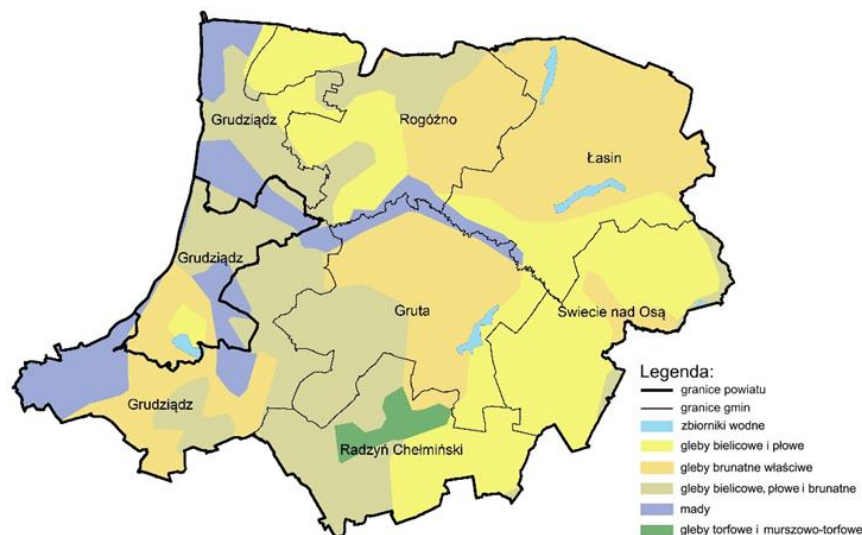 Grudziądz
Rogóźno
Łasin
Grudziądz
Gruta
Świecie nad Osą
Grudziądz
Radzyń Chełmiński
Legenda:
granice powiatu
granice gmin
zbiorniki wodne
gleby bielicowe i płowe
gleby brunatne właściwe
gleby bielicowe, płowe i brunatne
mady
gleby torfowe i murszowo-torfowe